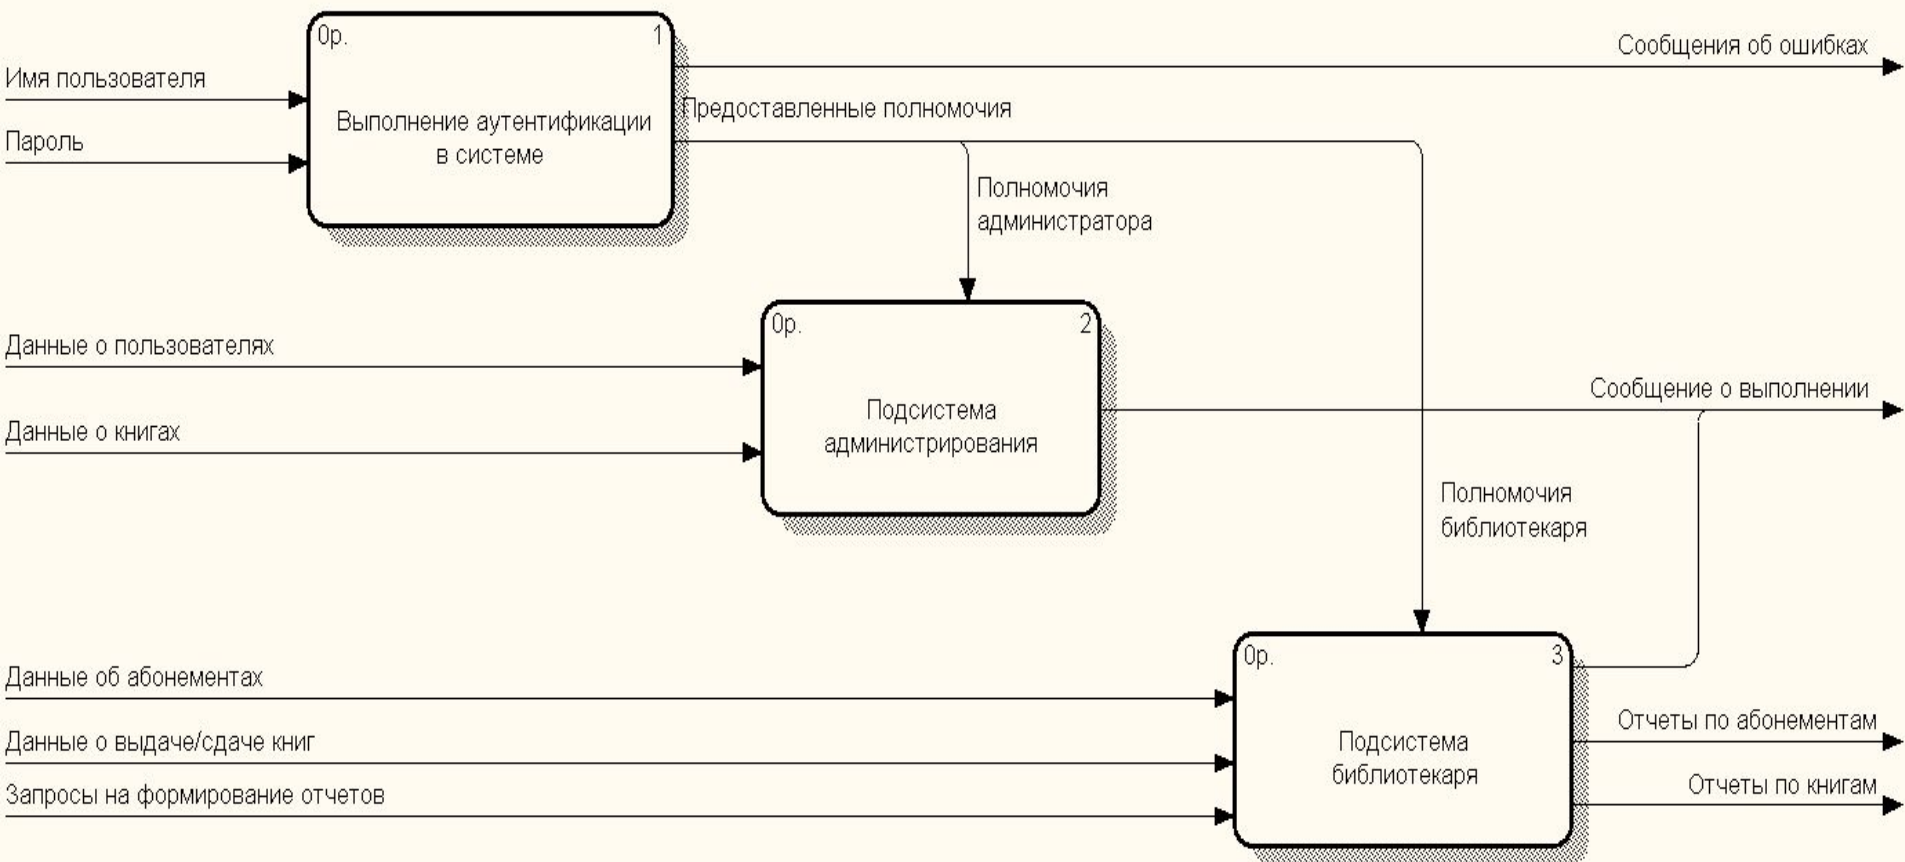 0р. 1
Сообщения об ошибках
Имя пользователя
Предоставленные полномочия
Выполнение аутентификации
в системе
Пароль
Полномочия
администратора
0р. 2
Данные о пользователях
Сообщение о выполнении
Подсистема
администрирования
Данные о книгах
Полномочия
библиотекаря
0р. 3
Данные об абонементах
Отчеты по абонементам
Данные о выдаче/сдаче книг
Подсистема
библиотекаря
Отчеты по книгам
Запросы на формирование отчетов